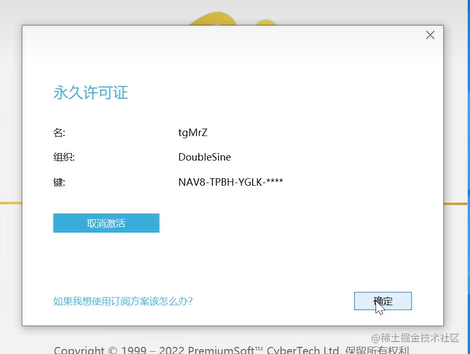 永久许可证
名: tgMrZ
组织: DoubleSine
键: NAV8-TPBH-YGLK-****
取消激活
如果我想使用订阅方案该怎么办?
确定
@稀土掘金技术社区
Copyright © 1999 – 2022 PremiumSoft™ CyberTech Ltd. 保留所有权利